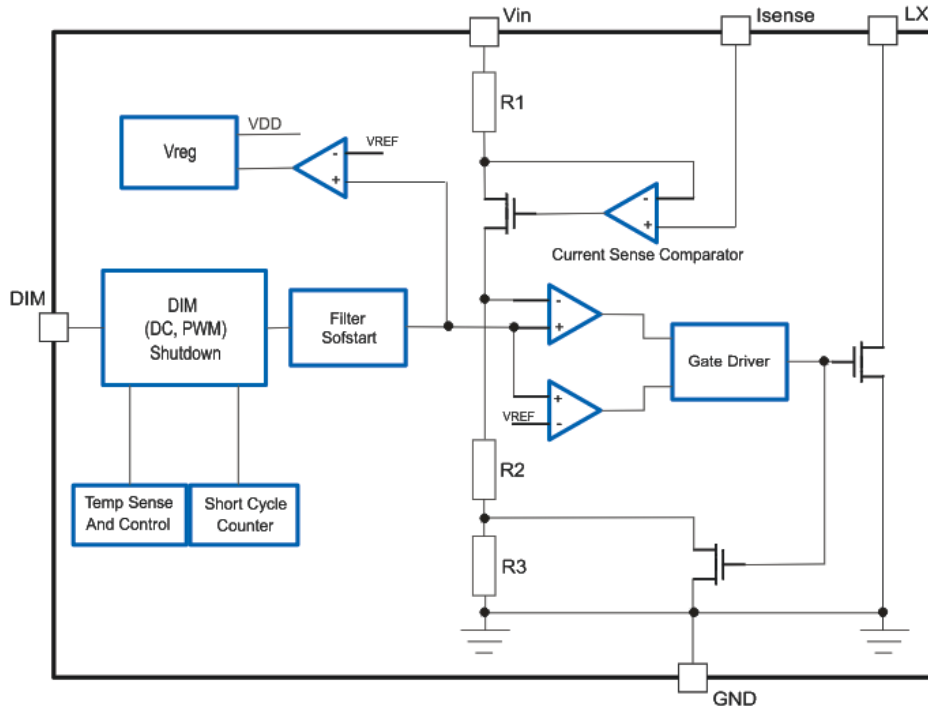 Vin
Isense
LX
R1
VDD
VREF
Vreg
-
+
-
+
Current Sense Comparator
DIM
DIM
(DC, PWM)
Shutdown
Filter
Sofstart
-
+
Gate Driver
+
VREF
-
R2
Temp Sense
And Control
Short Cycle
Counter
R3
GND